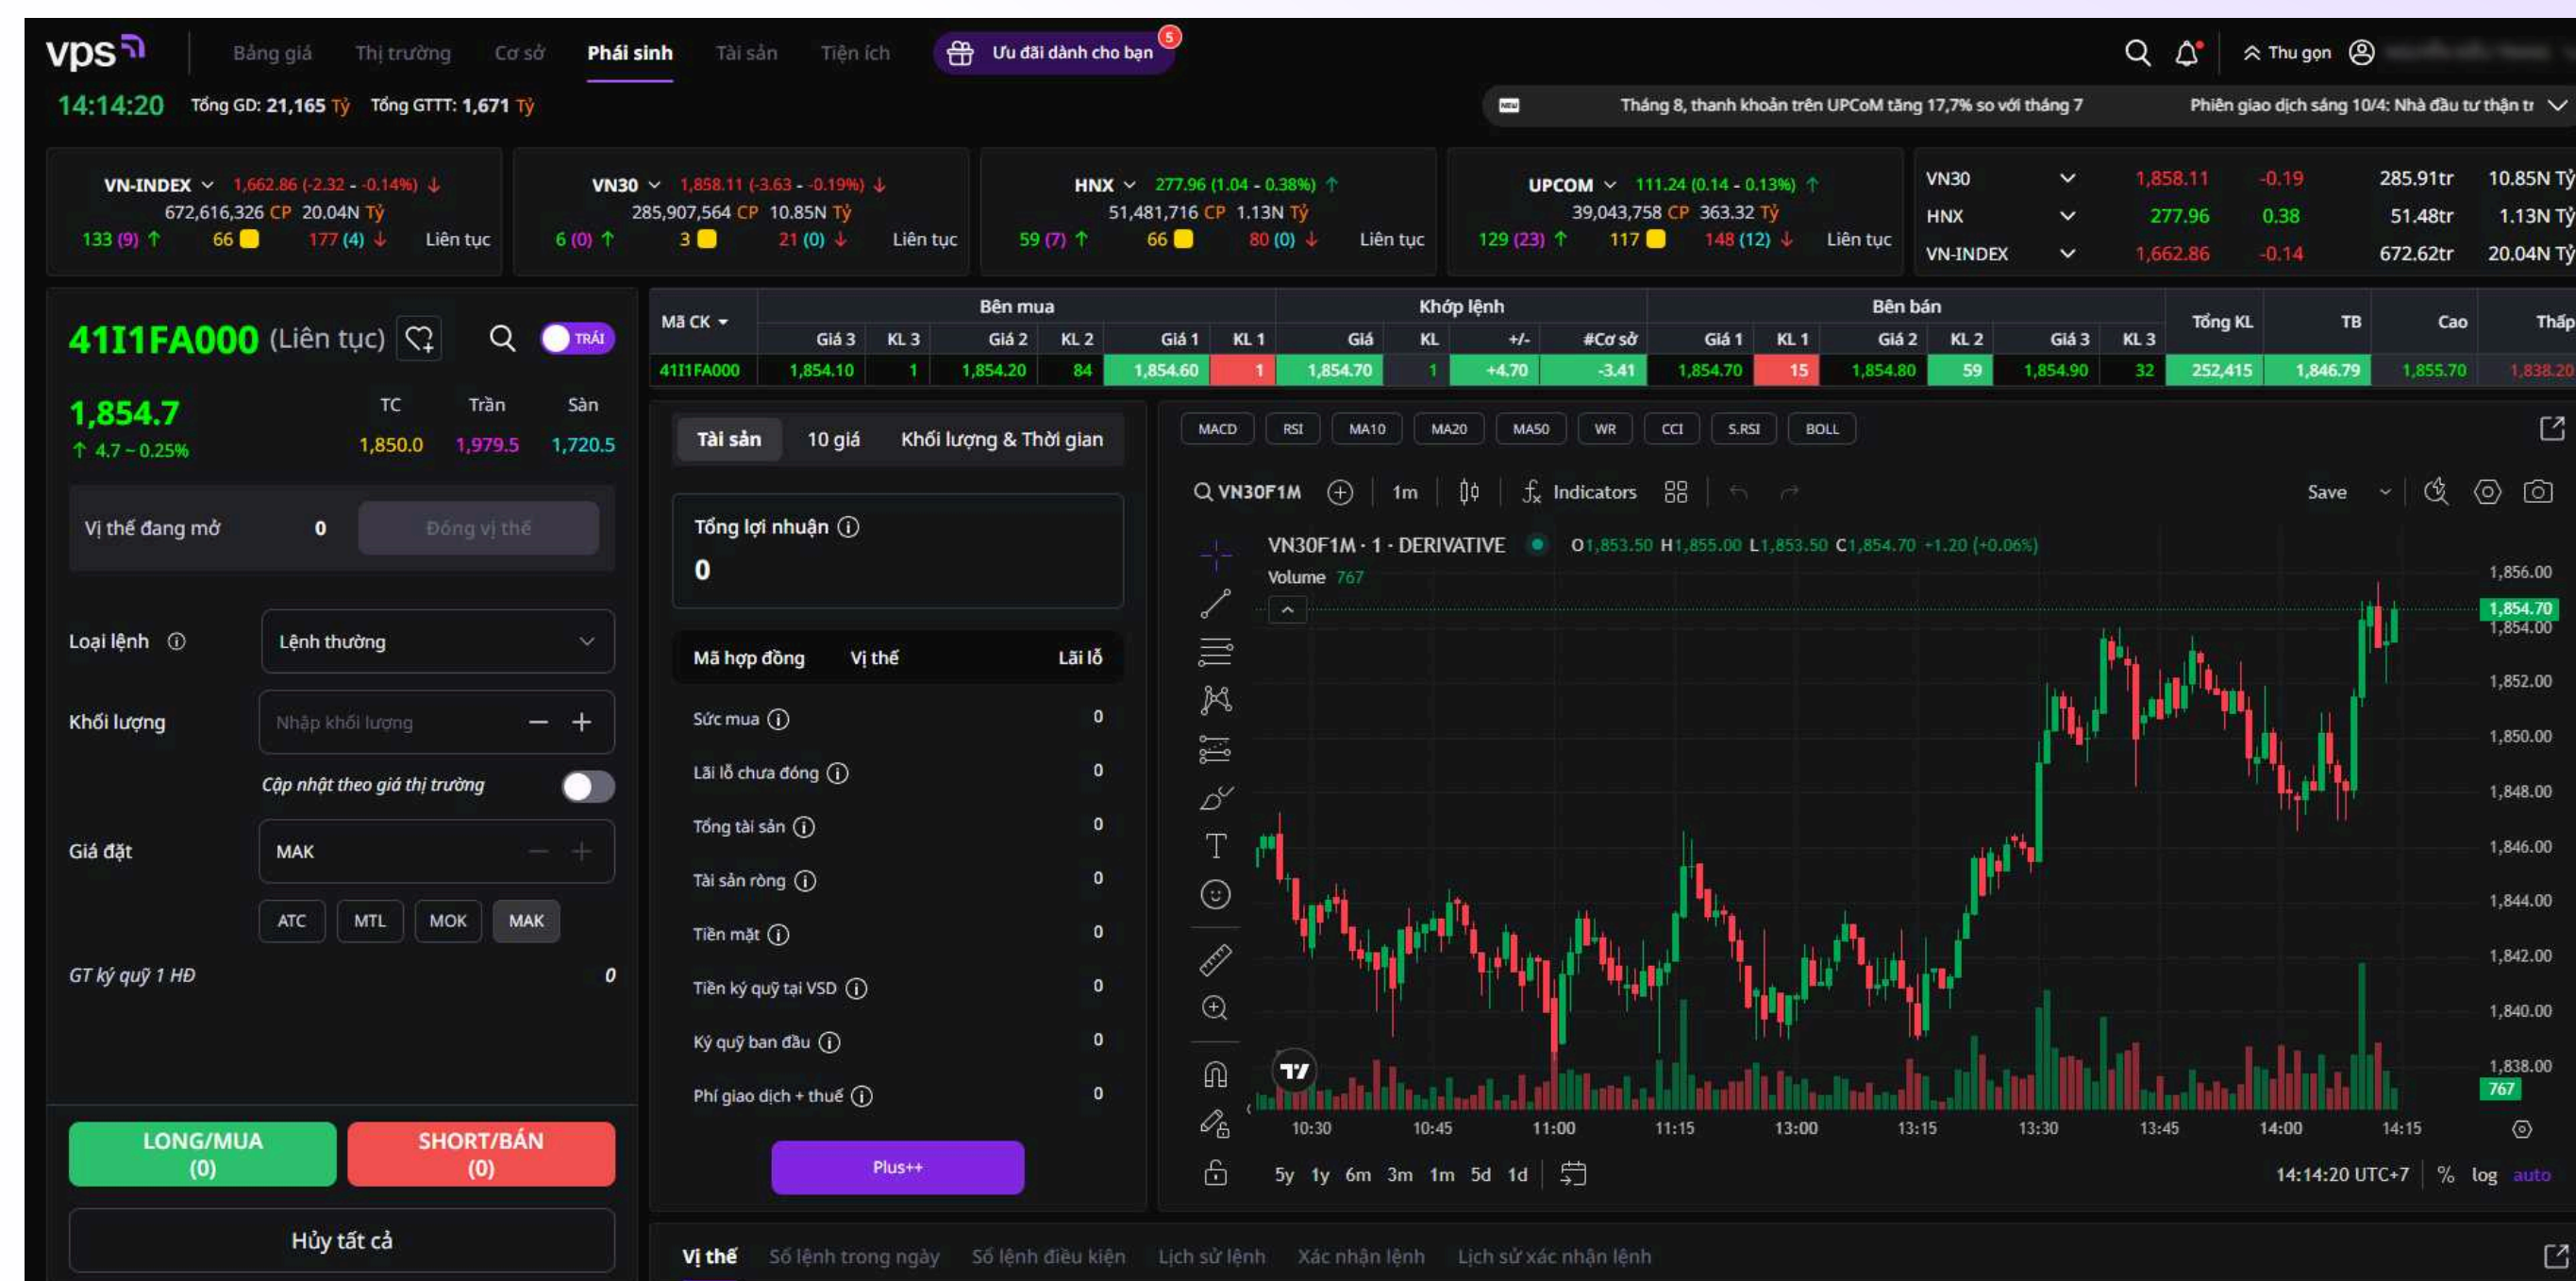 vps Bảng giá Thị trường Cơ sở Phái sinh Tài sản Tiện ích Ưu đãi dành cho bạn 5 Thu gọn
14:14:20 Tổng GD: 21,165 Tỷ Tổng GTTT: 1,671 Tỷ NEW Tháng 8, thanh khoản trên UPCoM tăng 17,7% so với tháng 7 Phiên giao dịch sáng 10/4: Nhà đầu tư thận tr
VN-INDEX 1,662.86 (-2.32 - -0.14%)
672,616,326 CP 20.04N Tỷ
133 (9) 66 177 (4) Liên tục
VN30 1,858.11 (-3.63 - -0.19%)
285,907,564 CP 10.85N Tỷ
6 (0) 3 21 (0) Liên tục
HNX 277.96 (1.04 - 0.38%)
51,481,716 CP 1.13N Tỷ
59 (7) 66 80 (0) Liên tục
UPCOM 111.24 (0.14 - 0.13%)
39,043,758 CP 363.32 Tỷ
129 (23) 117 148 (12) Liên tục
VN30 1,858.11 -0.19 285.91tr 10.85N Tỷ
HNX 277.96 0.38 51.48tr 1.13N Tỷ
VN-INDEX 1,662.86 -0.14 672.62tr 20.04N Tỷ
41I1FA000 (Liên tục) TRÁI
1,854.7 TC Trần Sàn
4.7 ~ 0.25% 1,850.0 1,979.5 1,720.5
Vị thế đang mở 0 Đóng vị thế
Loại lệnh Lệnh thường
Khối lượng Nhập khối lượng
Cập nhật theo giá thị trường
Giá đặt MAK
ATC MTL MOK MAK
GT ký quỹ 1 HĐ 0
LONG/MUA
(0)
SHORT/BÁN
(0)
Hủy tất cả
Mã CK Bên mua Khớp lệnh Bên bán Tổng KL TB Cao Thấp
Giá 3 KL 3 Giá 2 KL 2 Giá 1 KL 1 Giá KL +/- #Cơ sở Giá 1 KL 1 Giá 2 KL 2 Giá 3 KL 3
41I1FA000 1,854.10 1 1,854.20 84 1,854.60 1 1,854.70 1 +4.70 -3.41 1,854.70 15 1,854.80 59 1,854.90 32 252,415 1,846.79 1,855.70 1,838.20
Tài sản 10 giá Khối lượng & Thời gian
Tổng lợi nhuận
0
Mã hợp đồng Vị thế Lãi lỗ
Sức mua 0
Lãi lỗ chưa đóng 0
Tổng tài sản 0
Tài sản ròng 0
Tiền mặt 0
Tiền ký quỹ tại VSD 0
Ký quỹ ban đầu 0
Phí giao dịch + thuế 0
Plus++
MACD RSI MA10 MA20 MA50 WR CCI S.RSI BOLL
VN30F1M 1m Indicators Save
VN30F1M · 1 · DERIVATIVE O1,853.50 H1,855.00 L1,853.50 C1,854.70 +1.20 (+0.06%)
Volume 767
1,856.00
1,854.70
1,854.00
1,852.00
1,850.00
1,848.00
1,846.00
1,844.00
1,842.00
1,840.00
1,838.00
767
10:30 10:45 11:00 11:15 13:00 13:15 13:30 13:45 14:00 14:15
5y 1y 6m 3m 1m 5d 1d 14:14:20 UTC+7 % log auto
Vị thế Sổ lệnh trong ngày Sổ lệnh điều kiện Lịch sử lệnh Xác nhận lệnh Lịch sử xác nhận lệnh